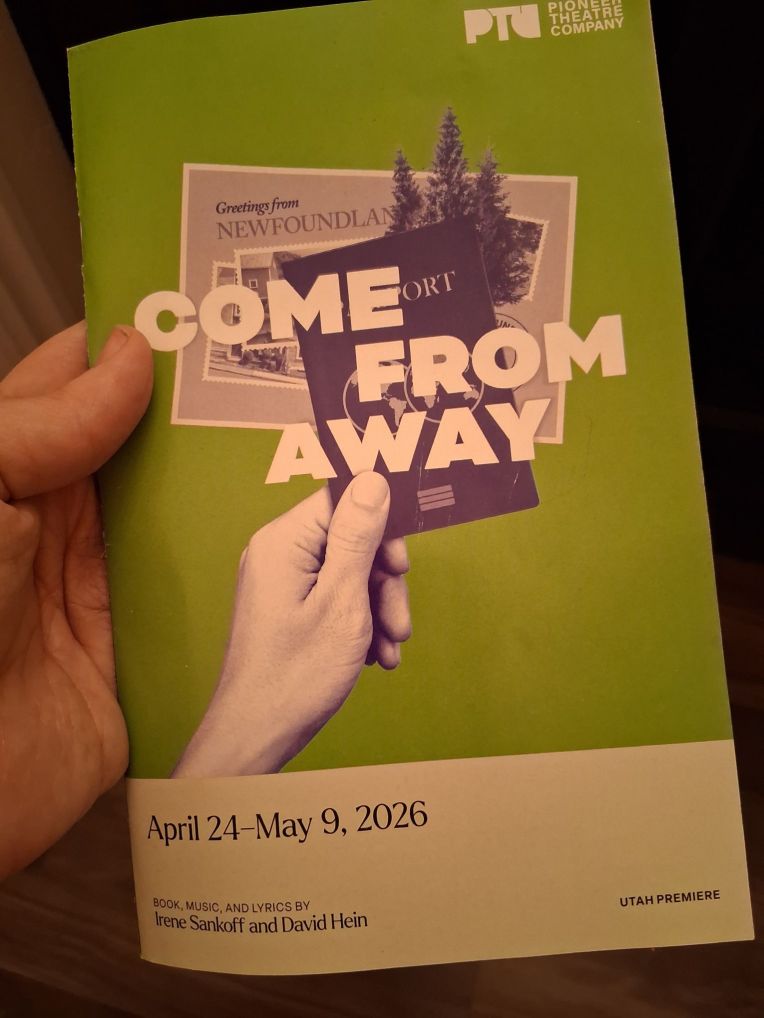 PTC
PIONEER
THEATRE
COMPANY
Greetings from
NEWFOUNDLAN
PORT
COME
FROM
AWAY
April 24–May 9, 2026
BOOK, MUSIC, AND LYRICS BY
Irene Sankoff and David Hein
UTAH PREMIERE